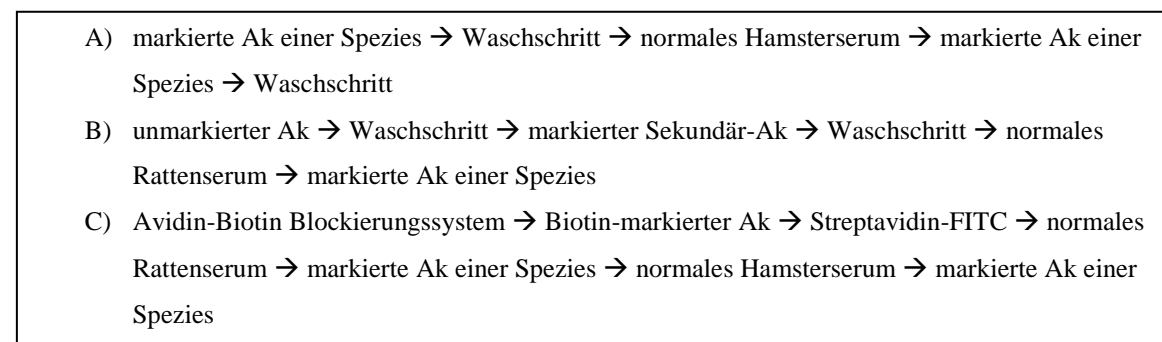 A) markierte Ak einer Spezies → Waschschritt → normales Hamsterserum → markierte Ak einer
Spezies → Waschschritt
B) unmarkierter Ak → Waschschritt → markierter Sekundär-Ak → Waschschritt → normales
Rattenserum → markierte Ak einer Spezies
C) Avidin-Biotin Blockierungssystem → Biotin-markierter Ak → Streptavidin-FITC → normales
Rattenserum → markierte Ak einer Spezies → normales Hamsterserum → markierte Ak einer
Spezies